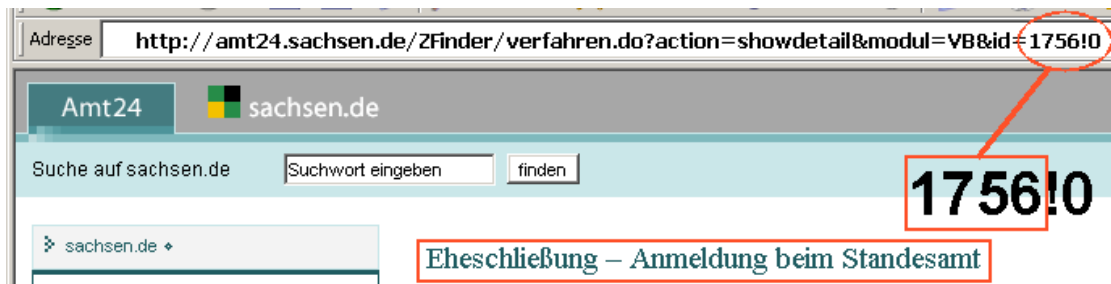 Adresse http://amt24.sachsen.de/ZFinder/verfahren.do?action=showdetail&modul=VB&id=1756!0
Amt24 sachsen.de
Suche auf sachsen.de Suchwort eingeben finden
1756!0
sachsen.de
Eheschließung – Anmeldung beim Standesamt